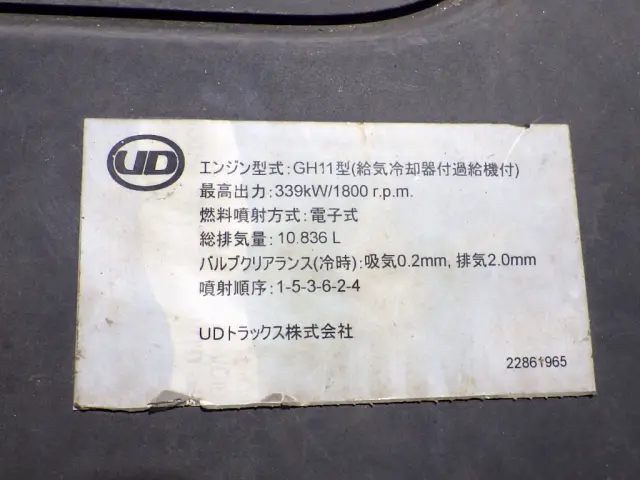 UD
エンジン型式:GH11型(給気冷却器付過給機付)
最高出力:339kW/1800 r.p.m.
燃料噴射方式:電子式
総排気量:10.836 L
バルブクリアランス(冷時):吸気0.2mm, 排気2.0mm
噴射順序:1-5-3-6-2-4
UDトラックス株式会社
22861965